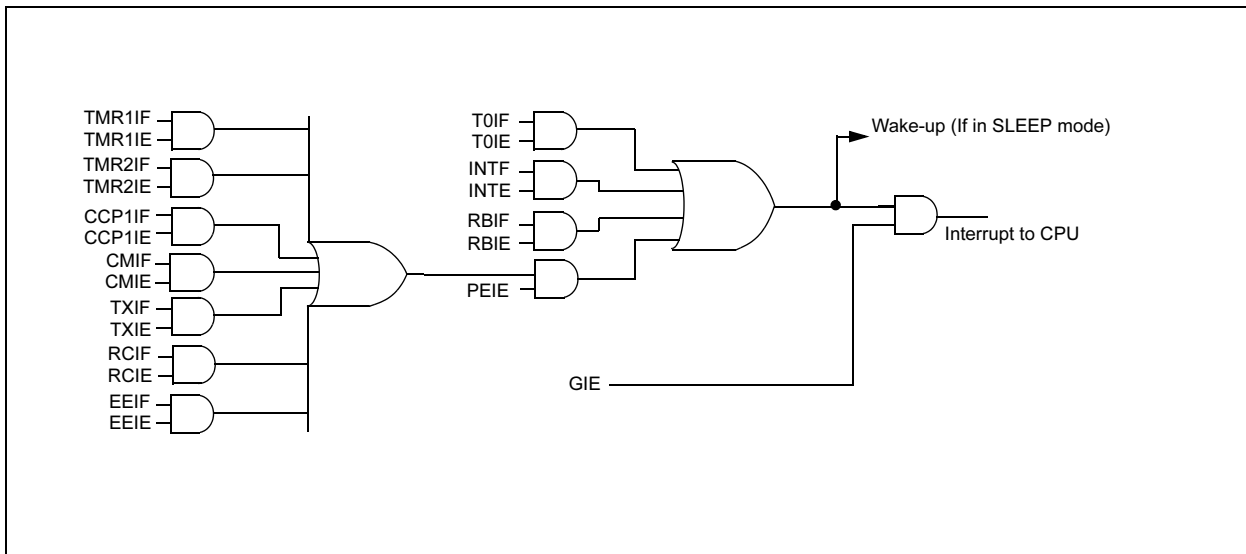 TMR1IF
TMR1IE
TMR2IF
TMR2IE
CCP1IF
CCP1IE
CMIF
CMIE
TXIF
TXIE
RCIF
RCIE
EEIF
EEIE
T0IF
T0IE
INTF
INTE
RBIF
RBIE
PEIE
GIE
Wake-up (If in SLEEP mode)
Interrupt to CPU